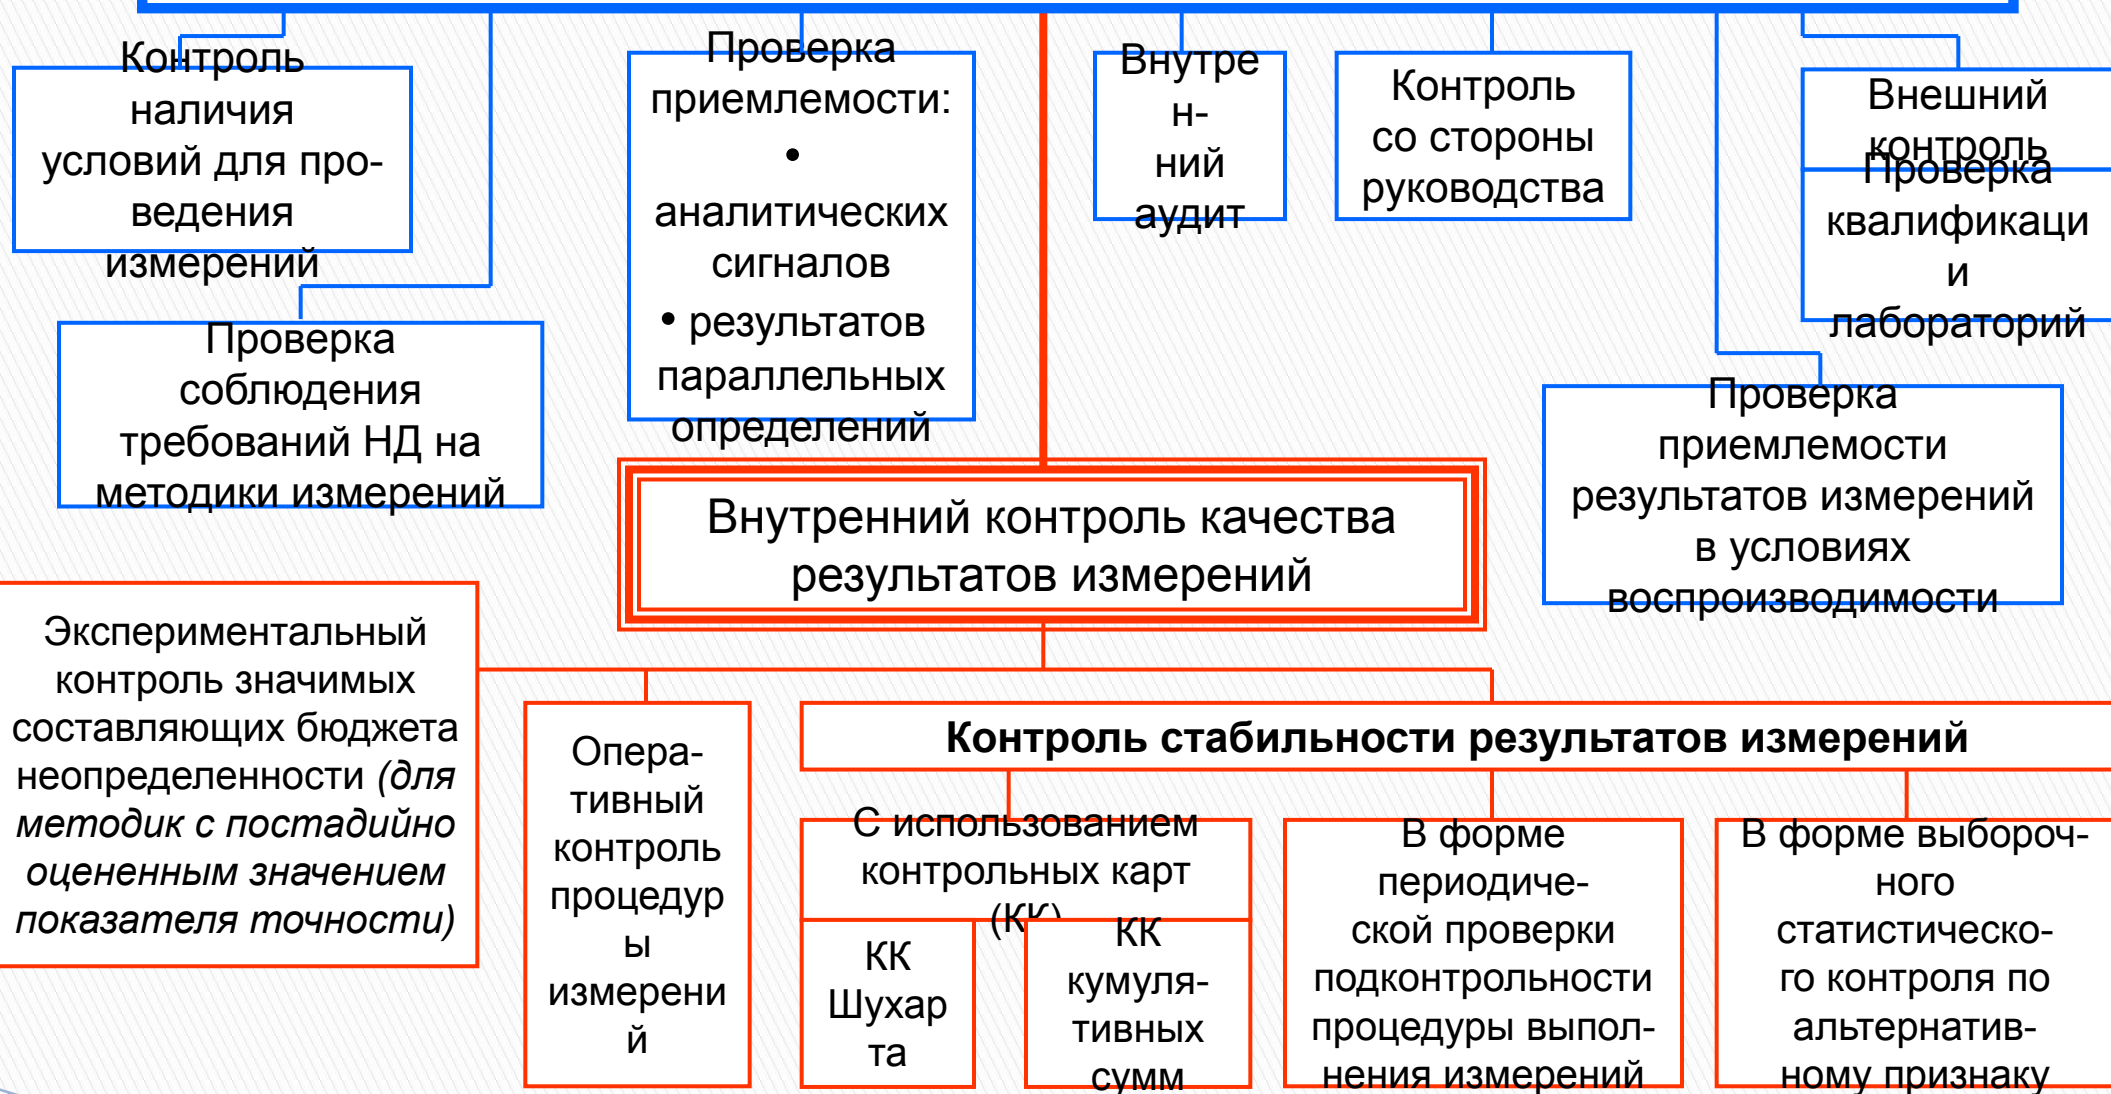 Контроль
наличия
условий для про-
ведения
измерений
Проверка
приемлемости:
•
аналитических
сигналов
• результатов
параллельных
определений
Внутре
н-
ний
аудит
Контроль
со стороны
руководства
Внешний
контроль
Проверка
квалификаци
и
лабораторий
Проверка
соблюдения
требований НД на
методики измерений
Проверка
приемлемости
результатов измерений
в условиях
воспроизводимости
Внутренний контроль качества
результатов измерений
Экспериментальный
контроль значимых
составляющих бюджета
неопределенности (для
методик с постадийно
оцененным значением
показателя точности)
Опера-
тивный
контроль
процедур
ы
измерени
й
Контроль стабильности результатов измерений
С использованием
контрольных карт
(КК)
КК
Шухар
та
КК
кумуля-
тивных
сумм
В форме
периодиче-
ской проверки
подконтрольности
процедуры выпол-
нения измерений
В форме выбороч-
ного
статистическо-
го контроля по
альтернатив-
ному признаку